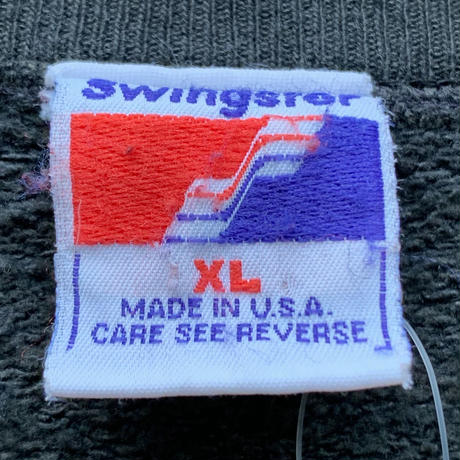 Swingster
XL
MADE IN U.S.A.
CARE SEE REVERSE